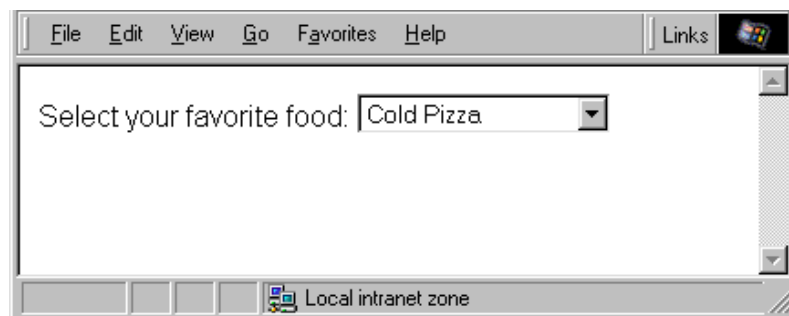 File Edit View Go Favorites Help Links
Select your favorite food: Cold Pizza
Local intranet zone